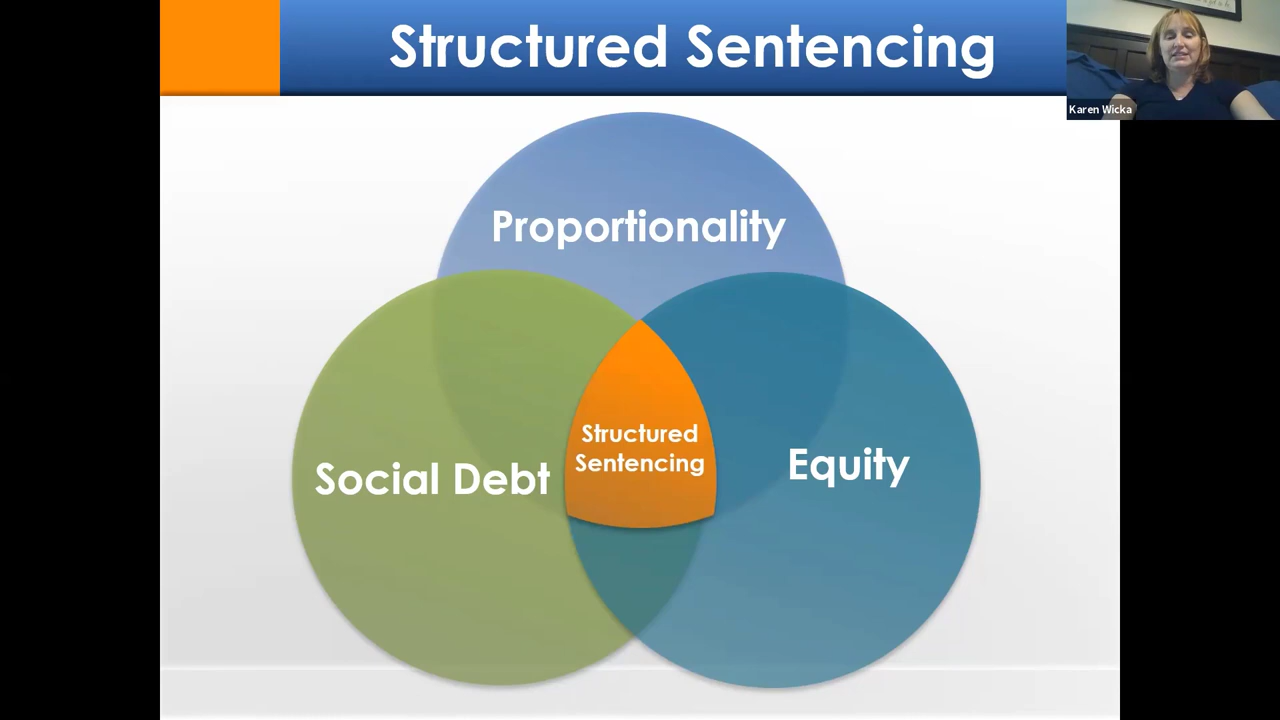 Structured Sentencing
Karen Wicka
Proportionality
Structured
Sentencing
Social Debt
Equity